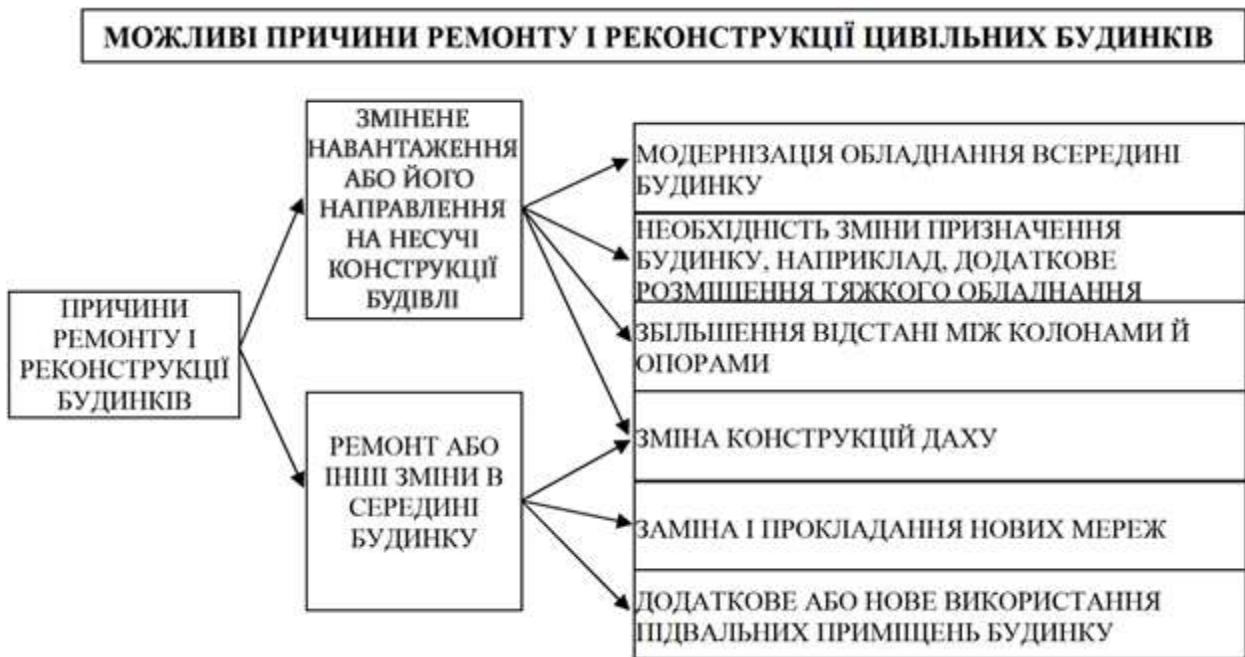 МОЖЛИВІ ПРИЧИНИ РЕМОНТУ І РЕКОНСТРУКЦІЇ ЦИВІЛЬНИХ БУДИНКІВ
ПРИЧИНИ
РЕМОНТУ І
РЕКОНСТРУКЦІЇ
БУДИНКІВ
ЗМІНЕНЕ
НАВАНТАЖЕННЯ
АБО ЙОГО
НАПРАВЛЕННЯ
НА НЕСУЧІ
КОНСТРУКЦІЇ
БУДІВЛІ
РЕМОНТ АБО
ІНШІ ЗМІНИ В
СЕРЕДИНІ
БУДИНКУ
МОДЕРНІЗАЦІЯ ОБЛАДНАННЯ ВСЕРЕДИНІ
БУДИНКУ
НЕОБХІДНІСТЬ ЗМІНИ ПРИЗНАЧЕННЯ
БУДИНКУ, НАПРИКЛАД, ДОДАТКОВЕ
РОЗМІЩЕННЯ ТЯЖКОГО ОБЛАДНАННЯ
ЗБІЛЬШЕННЯ ВІДСТАНІ МІЖ КОЛОНАМИ Й
ОПОРАМИ
ЗМІНА КОНСТРУКЦІЙ ДАХУ
ЗАМІНА І ПРОКЛАДАННЯ НОВИХ МЕРЕЖ
ДОДАТКОВЕ АБО НОВЕ ВИКОРИСТАННЯ
ПІДВАЛЬНИХ ПРИМІЩЕНЬ БУДИНКУ